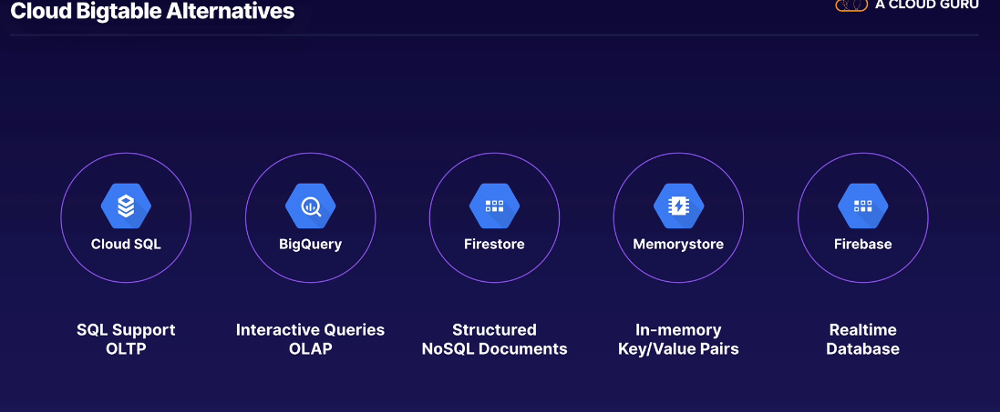 Cloud Bigtable Alternatives
A CLOUD GURU
Cloud SQL
BigQuery
Firestore
Memorystore
Firebase
SQL Support
OLTP
Interactive Queries
OLAP
Structured
NoSQL Documents
In-memory
Key/Value Pairs
Realtime
Database